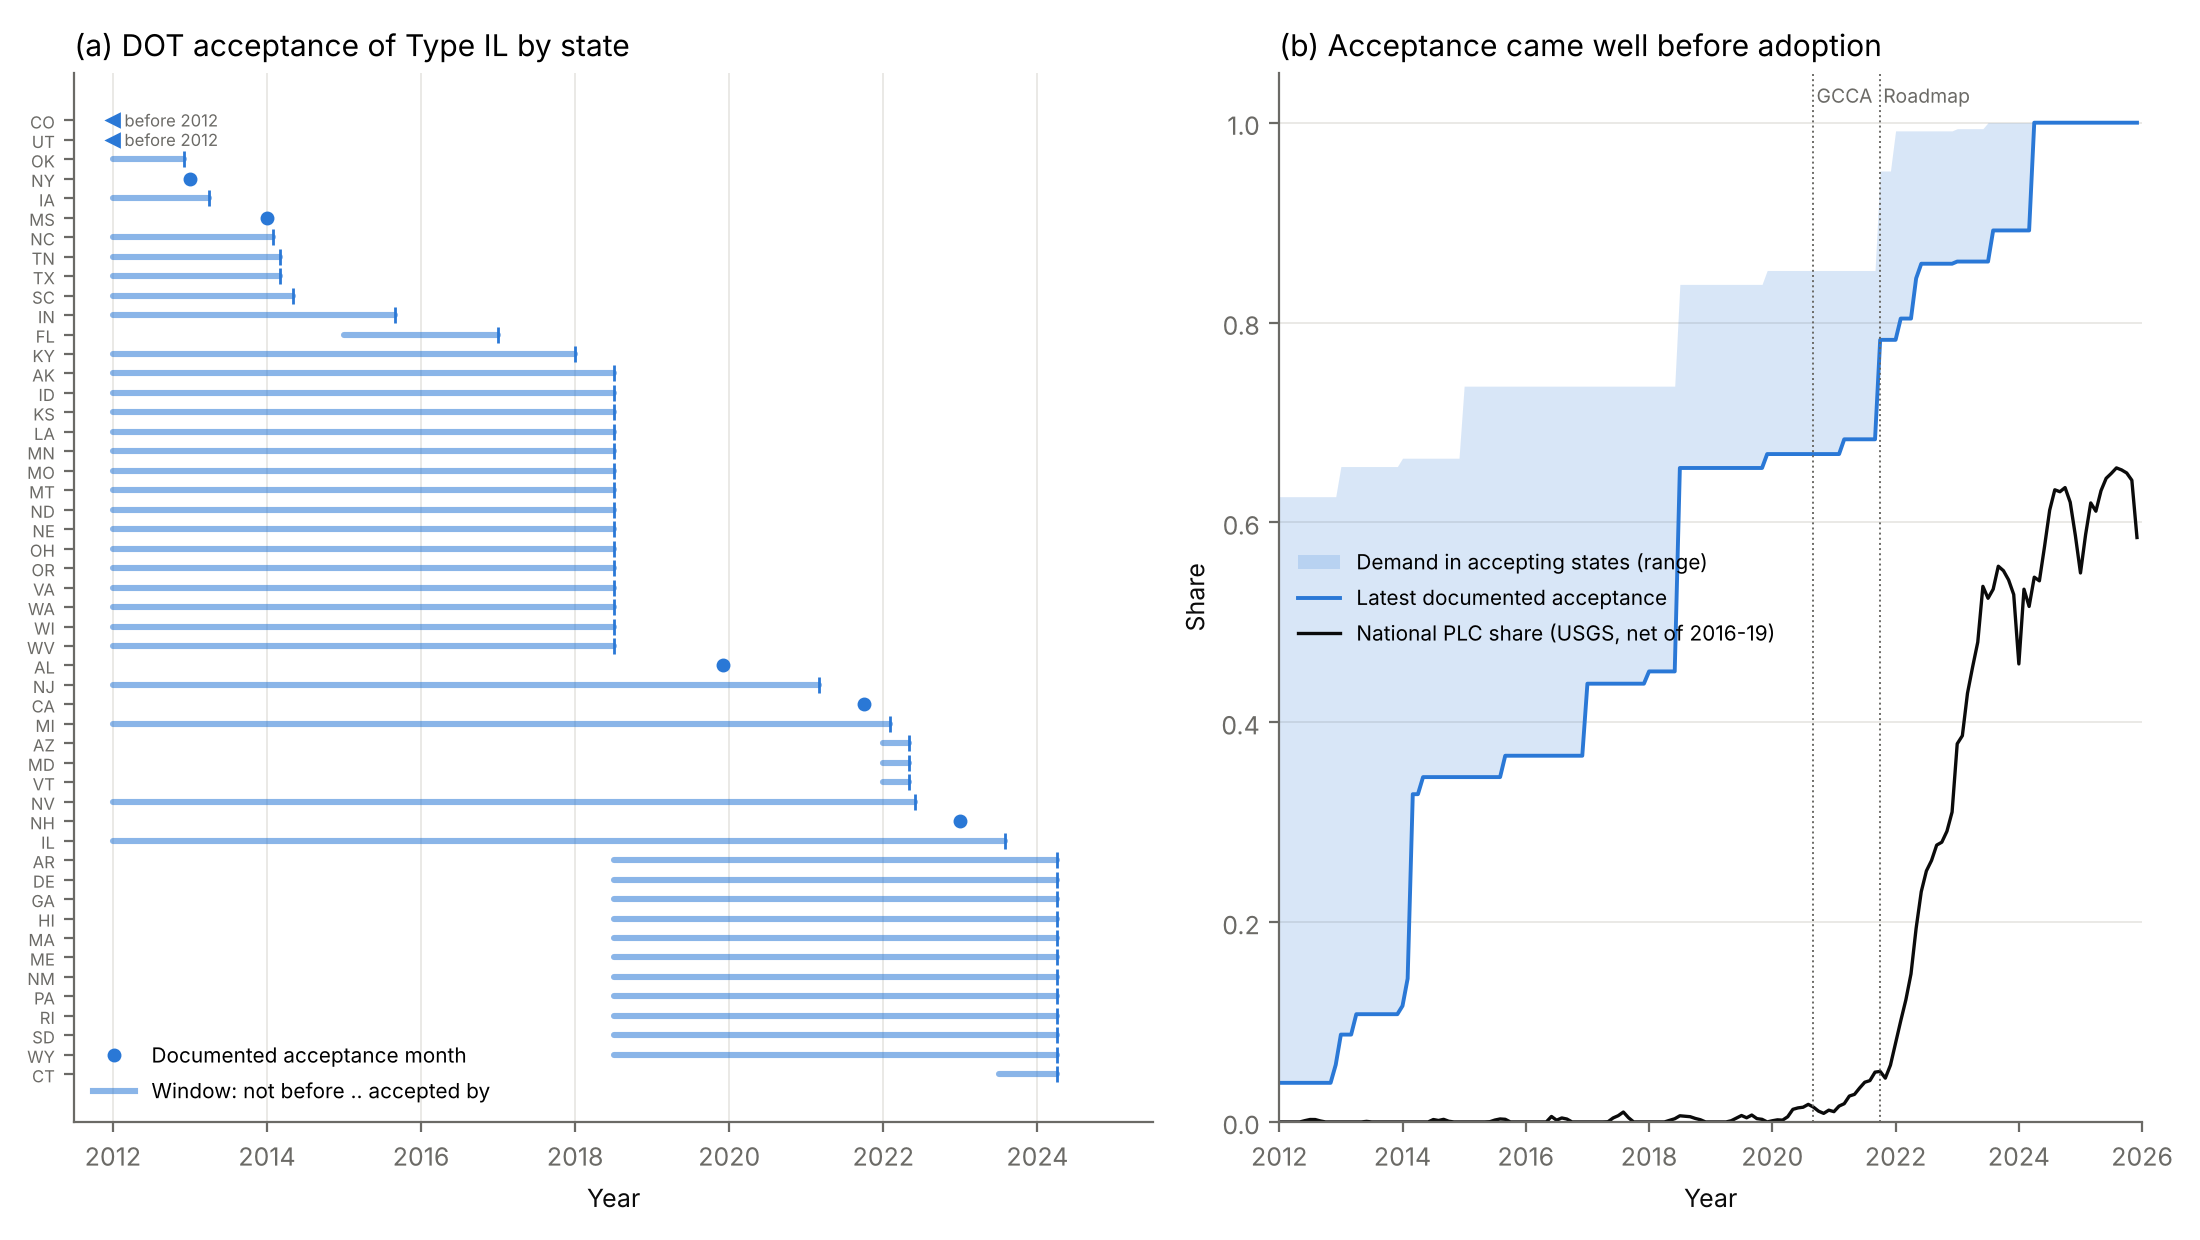 (a) DOT acceptance of Type IL by state
CO
before 2012
UT
before 2012
OK
NY
IA
MS
NC
TN
TX
SC
IN
FL
KY
AK
ID
KS
LA
MN
MO
MT
ND
NE
OH
OR
VA
WA
WI
WV
AL
NJ
CA
MI
AZ
MD
VT
NV
NH
IL
AR
DE
GA
HI
MA
ME
NM
PA
RI
SD
WY
CT
Documented acceptance month
Window: not before .. accepted by
2012 2014 2016 2018 2020 2022 2024
Year
(b) Acceptance came well before adoption
GCCA Roadmap
1.0
0.8
0.6
0.4
0.2
0.0
Share
Demand in accepting states (range)
Latest documented acceptance
National PLC share (USGS, net of 2016-19)
2012 2014 2016 2018 2020 2022 2024 2026
Year